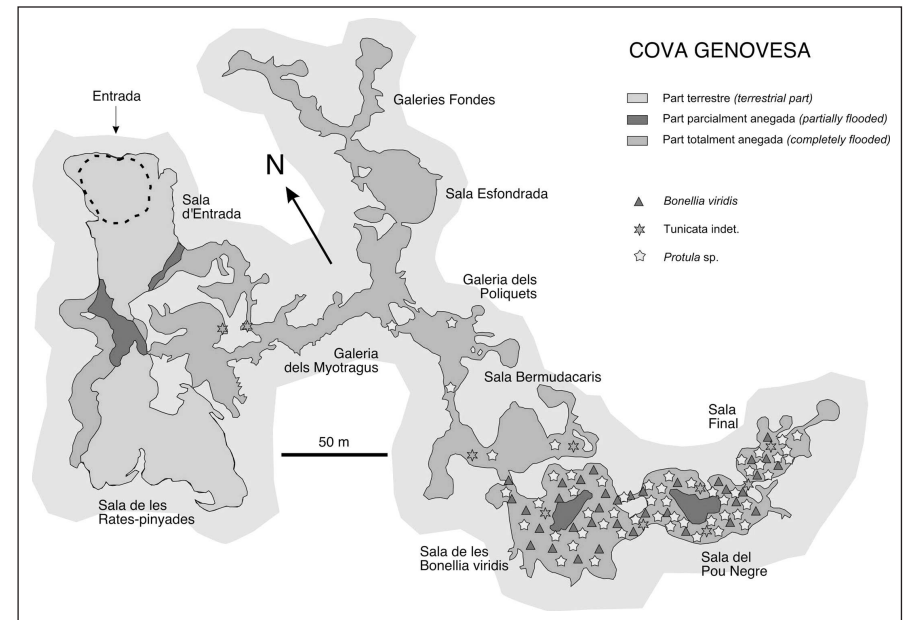 COVA GENOVESA
Part terrestre (terrestrial part)
Part parcialment anegada (partially flooded)
Part totalment anegada (completely flooded)
Bonellia viridis
Tunicata indet.
Protula sp.
Entrada
Galeries Fondes
N
Sala Esfondrada
Sala
d'Entrada
Galeria dels
Poliquets
Galeria
dels Myotragus
Sala Bermudacaris
50 m
Sala
Final
Sala de les
Rates-pinyades
Sala de les
Bonellia viridis
Sala del
Pou Negre